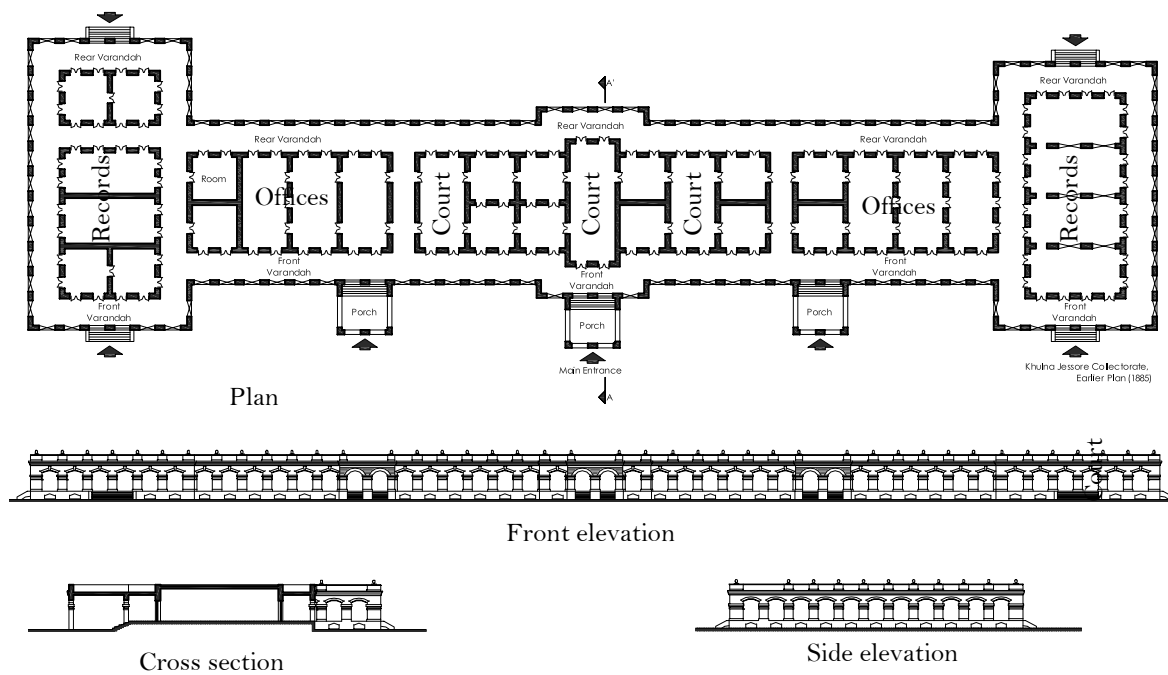 Rear Varandah
Rear Varandah
A'
Rear Varandah
Rear Varandah
Rear Varandah
Room
Records
Offices
Court
Court
Court
Offices
Records
Front
Varandah
Front
Varandah
Front
Varandah
Front
Varandah
Front
Varandah
Porch
Porch
Porch
Main Entrance
A
Khulna Jessore Collectorate,
Earlier Plan (1885)
Plan
Court
Front elevation
Cross section
Side elevation